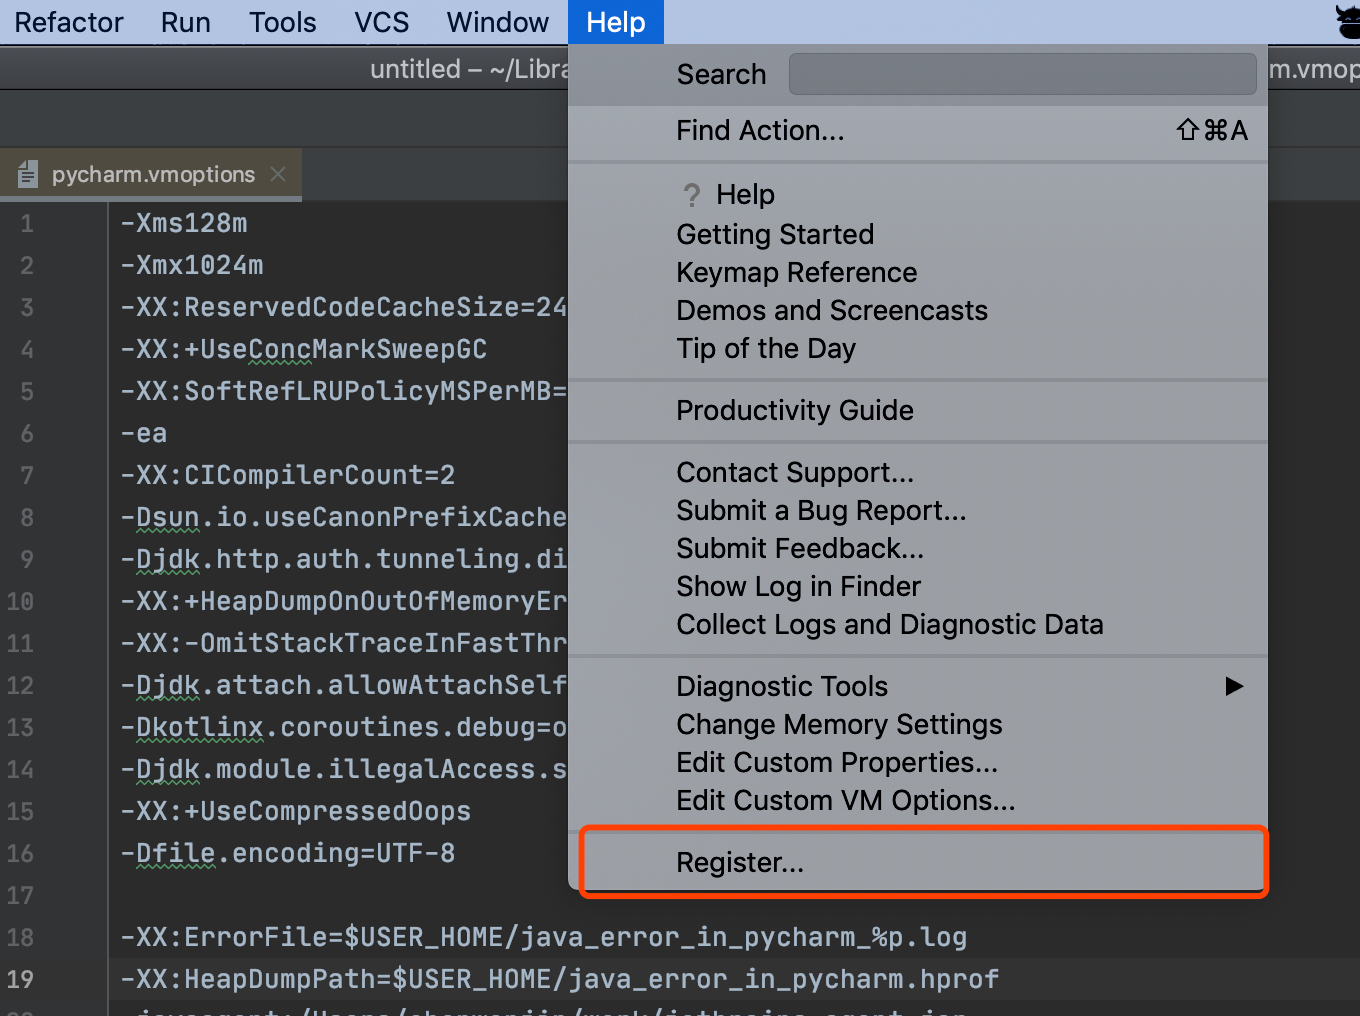 Refactor Run Tools VCS Window Help
untitled – ~/Libra
m.vmop
Search
Find Action... ⇧⌘A
pycharm.vmoptions
? Help
Getting Started
Keymap Reference
Demos and Screencasts
Tip of the Day
Productivity Guide
Contact Support...
Submit a Bug Report...
Submit Feedback...
Show Log in Finder
Collect Logs and Diagnostic Data
Diagnostic Tools
Change Memory Settings
Edit Custom Properties...
Edit Custom VM Options...
Register...
1 -Xms128m
2 -Xmx1024m
3 -XX:ReservedCodeCacheSize=24
4 -XX:+UseConcMarkSweepGC
5 -XX:SoftRefLRUPolicyMSPerMB=
6 -ea
7 -XX:CICompilerCount=2
8 -Dsun.io.useCanonPrefixCache
9 -Djdk.http.auth.tunneling.di
10 -XX:+HeapDumpOnOutOfMemoryEr
11 -XX:-OmitStackTraceInFastThr
12 -Djdk.attach.allowAttachSelf
13 -Dkotlinx.coroutines.debug=o
14 -Djdk.module.illegalAccess.s
15 -XX:+UseCompressedOops
16 -Dfile.encoding=UTF-8
17
18 -XX:ErrorFile=$USER_HOME/java_error_in_pycharm_%p.log
19 -XX:HeapDumpPath=$USER_HOME/java_error_in_pycharm.hprof